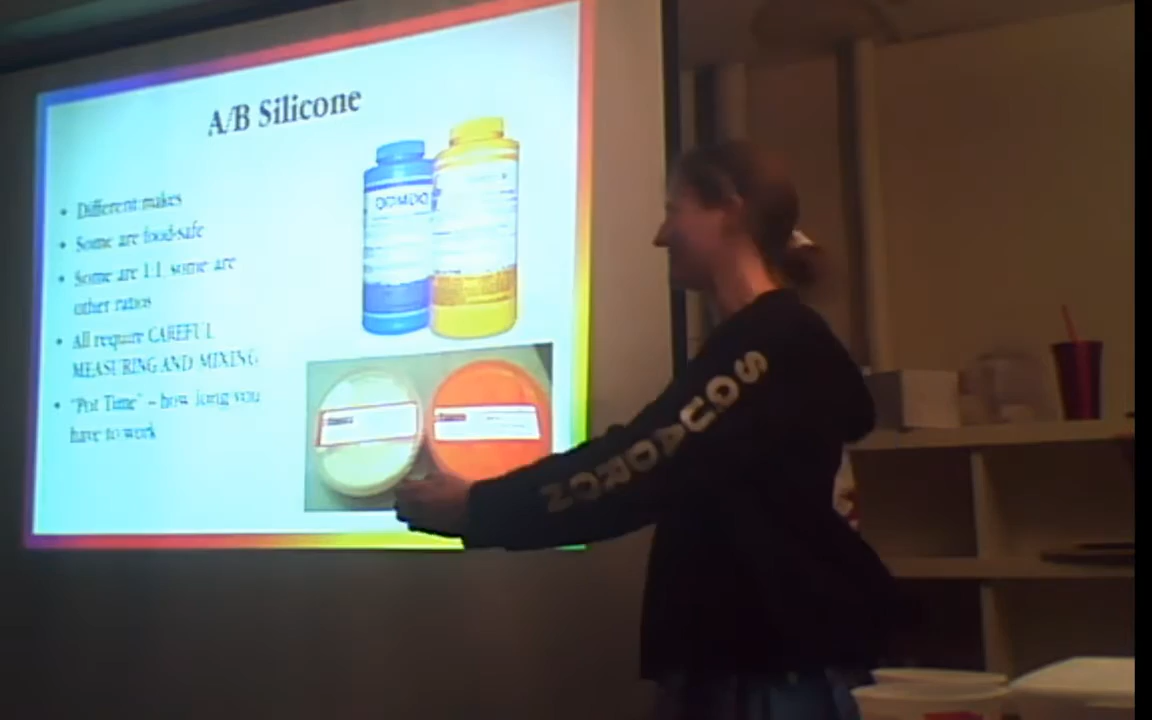 A/B Silicone
• Different makes
• Some are food-safe
• Some are 1:1, some are
other ratios
• All require CAREFUL
MEASURING AND MIXING
• "Pot Time" – how long you
have to work
SQUADRON